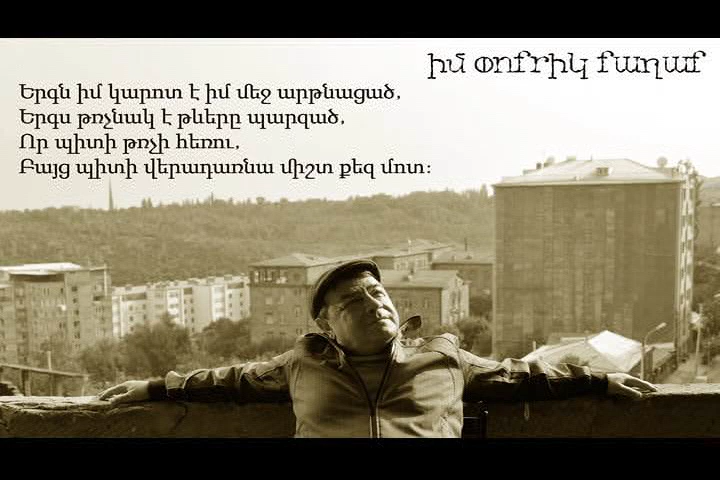 իմ փոքրիկ քաղաք
Երգն իմ կարոտ է իմ մեջ արթնացած,
Երգս թռչնակ է թևերը պարզած,
Որ պիտի թռչի հեռու,
Բայց պիտի վերադառնա միշտ քեզ մոտ: